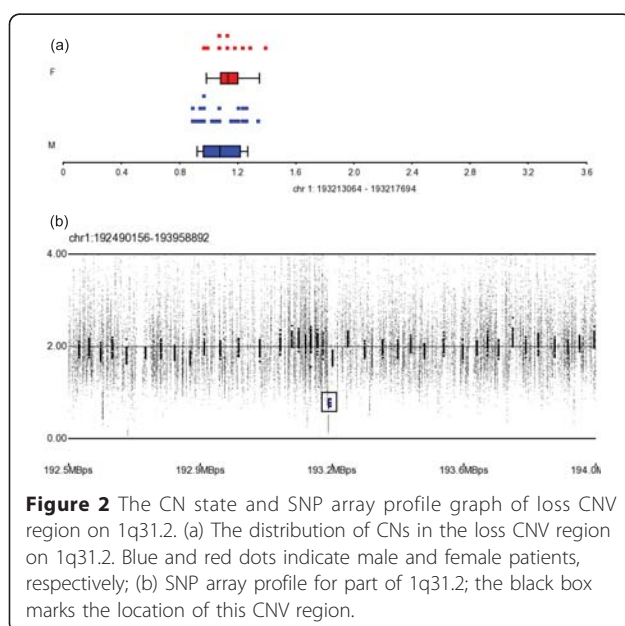 (a)
F
M
0 0.4 0.8 1.2 1.6 2.0 2.4 2.8 3.2 3.6
chr 1: 193213064 - 193217694
(b)
chr1:192490156-193958892
4.00
2.00
0.00
192.5MBps 192.9MBps 193.2MBps 193.6MBps 194.0M
Figure 2 The CN state and SNP array profile graph of loss CNV
region on 1q31.2. (a) The distribution of CNs in the loss CNV region
on 1q31.2. Blue and red dots indicate male and female patients,
respectively; (b) SNP array profile for part of 1q31.2; the black box
marks the location of this CNV region.